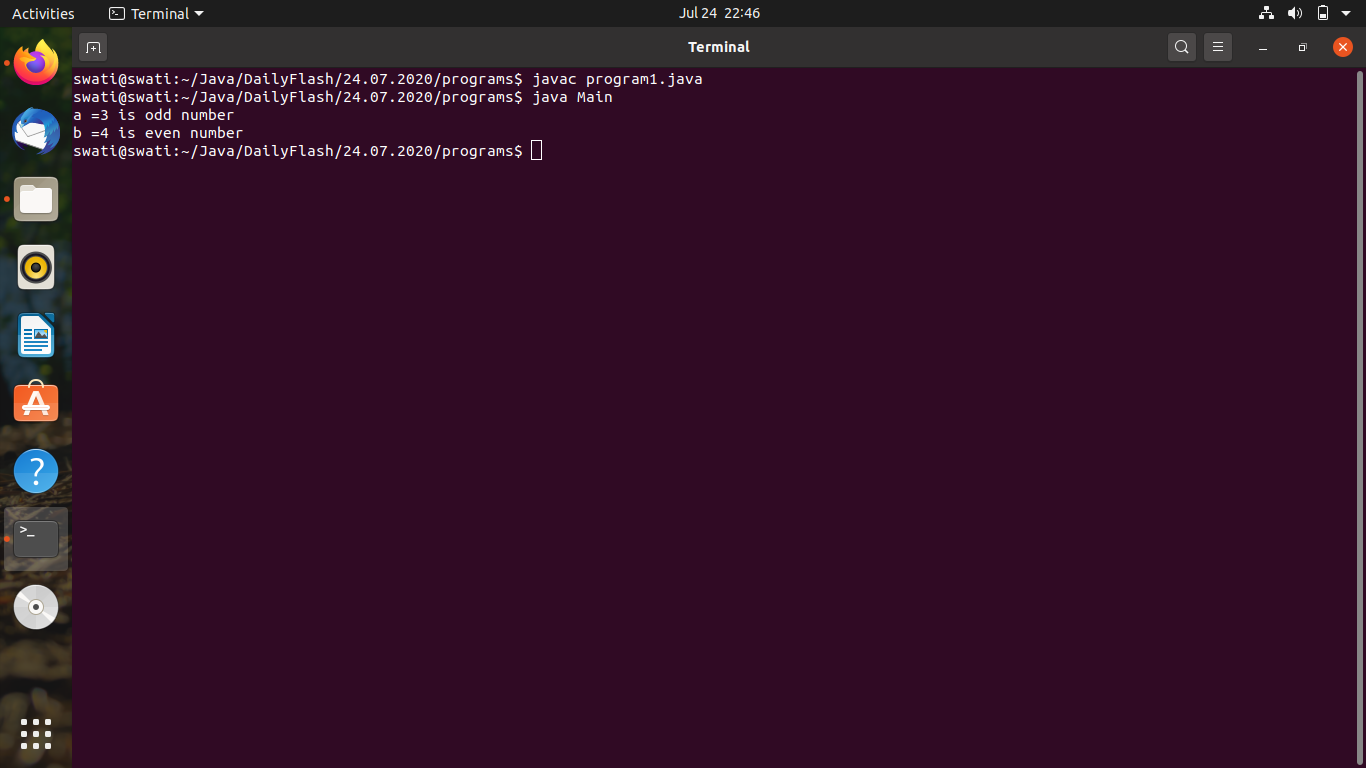 Activities Terminal Jul 24 22:46
Terminal
swati@swati:~/Java/DailyFlash/24.07.2020/programs$ javac program1.java
swati@swati:~/Java/DailyFlash/24.07.2020/programs$ java Main
a =3 is odd number
b =4 is even number
swati@swati:~/Java/DailyFlash/24.07.2020/programs$